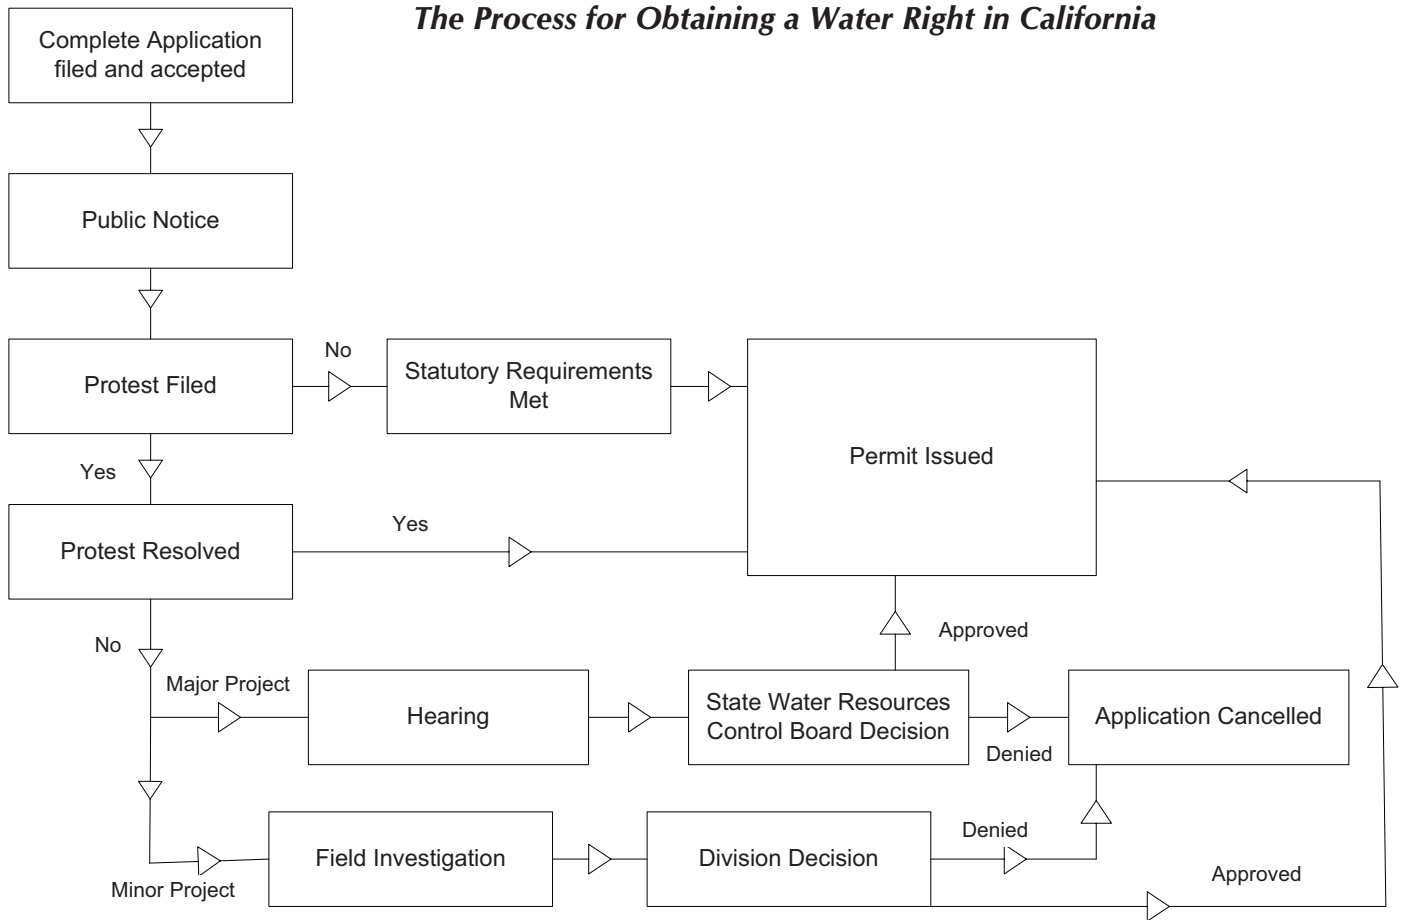 The Process for Obtaining a Water Right in California
Complete Application
filed and accepted
Public Notice
Protest Filed
No
Statutory Requirements
Met
Permit Issued
Yes
Protest Resolved
Yes
No
Approved
Major Project
Hearing
State Water Resources
Control Board Decision
Denied
Application Cancelled
Minor Project
Field Investigation
Division Decision
Denied
Approved